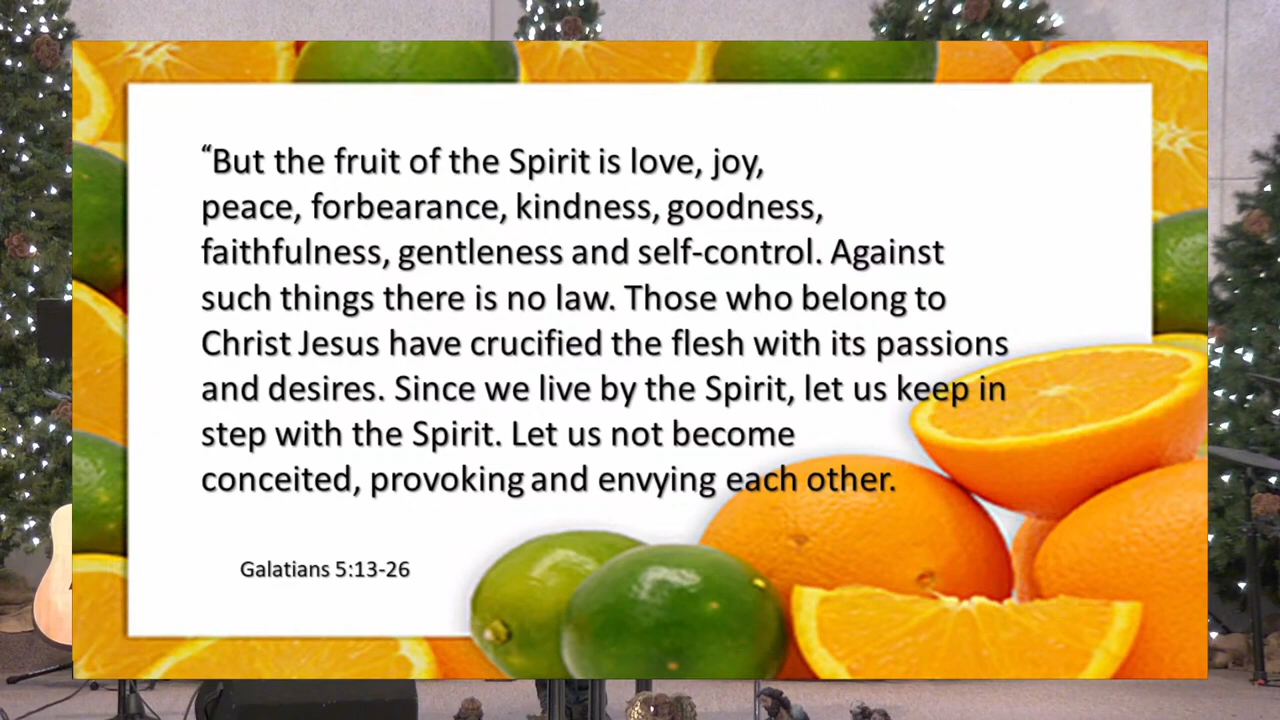 “But the fruit of the Spirit is love, joy,
peace, forbearance, kindness, goodness,
faithfulness, gentleness and self-control. Against
such things there is no law. Those who belong to
Christ Jesus have crucified the flesh with its passions
and desires. Since we live by the Spirit, let us keep in
step with the Spirit. Let us not become
conceited, provoking and envying each other.
Galatians 5:13-26